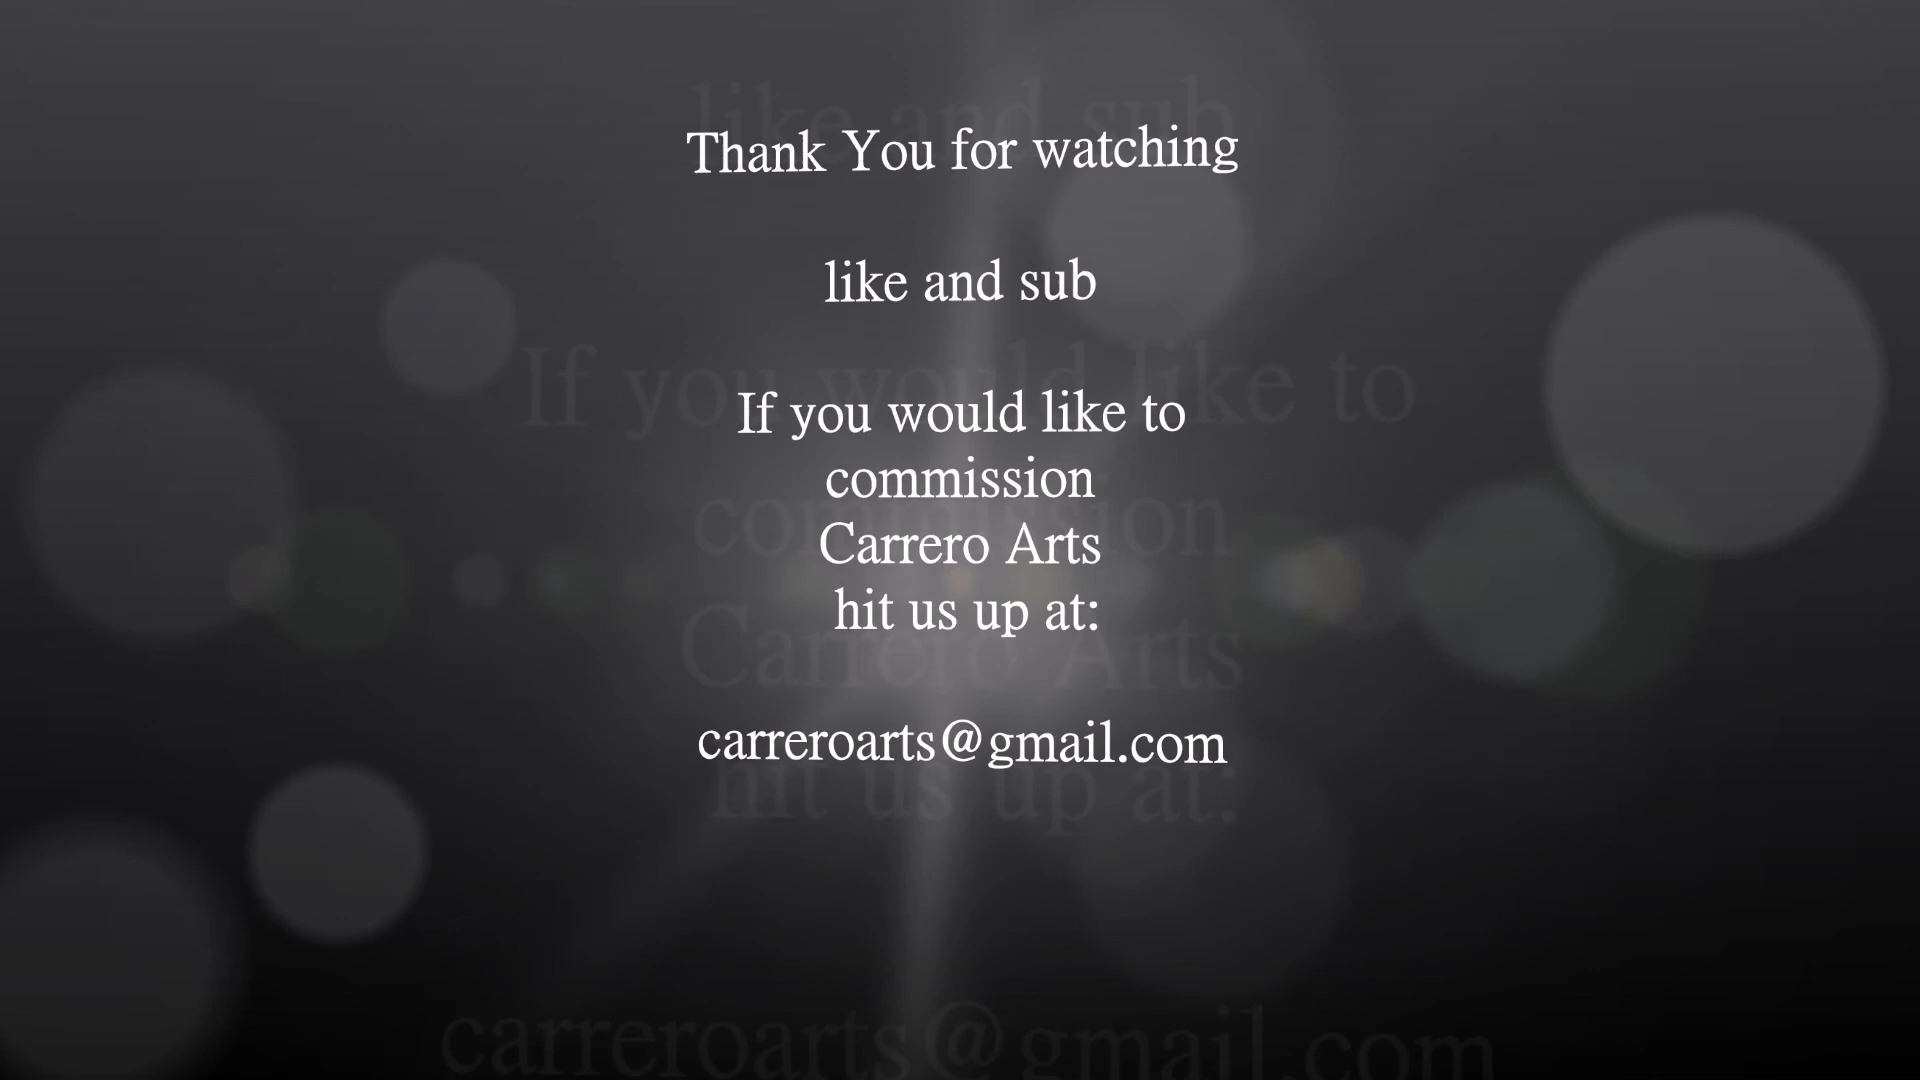 Thank You for watching
like and sub
If you would like to
commission
Carrero Arts
hit us up at:
carreroarts@gmail.com